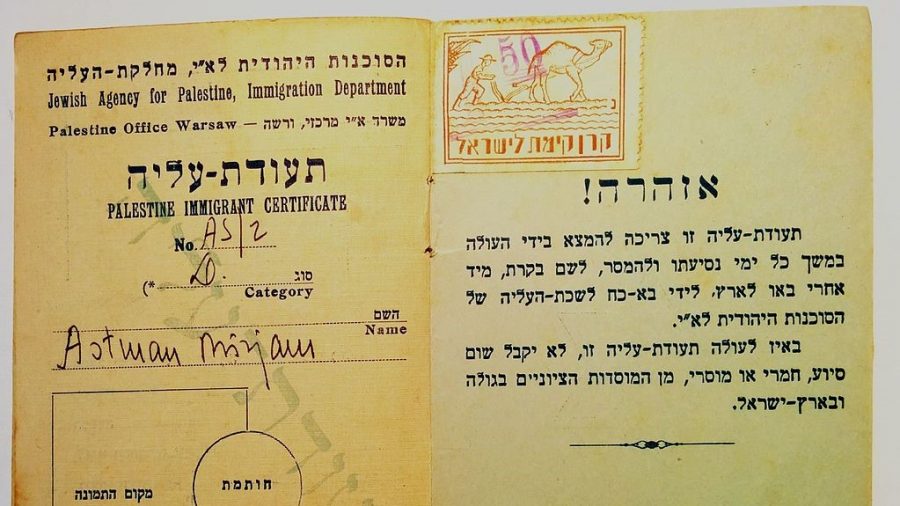 הסוכנות היהודית לא"י, מחלקת-העליה
Jewish Agency for Palestine, Immigration Department
Palestine Office Warsaw — משרד א"י מרכזי, ורשה
תעודת-עליה
PALESTINE IMMIGRANT CERTIFICATE
No. AS/2
סוג D. (*
Category
השם
Name
Astman Mirjam
חותמת
מקום התמונה
50
קרן קימת לישראל
אזהרה!
תעודת-עליה זו צריכה להמצא בידי העולה
במשך כל ימי נסיעתו ולהמסר, לשם בקרת, מיד
אחרי באו לארץ, לידי בא-כח לשכת-העליה של
הסוכנות היהודית לא"י.
באין לעולה תעודת-עליה זו, לא יקבל שום
סיוע, חמרי או מוסרי, מן המוסדות הציוניים בגולה
ובארץ-ישראל.